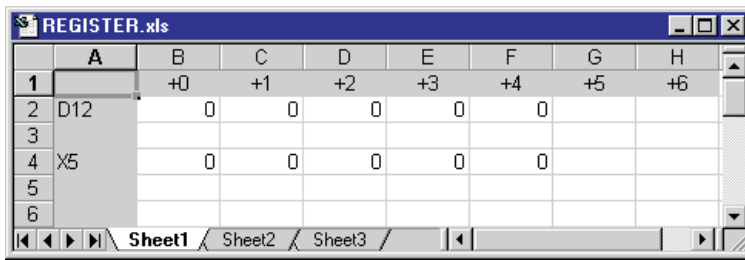 REGISTER.xls
A B C D E F G H
1 +0 +1 +2 +3 +4 +5 +6
2 D12 0 0 0 0 0
3
4 X5 0 0 0 0 0
5
6
Sheet1 Sheet2 Sheet3